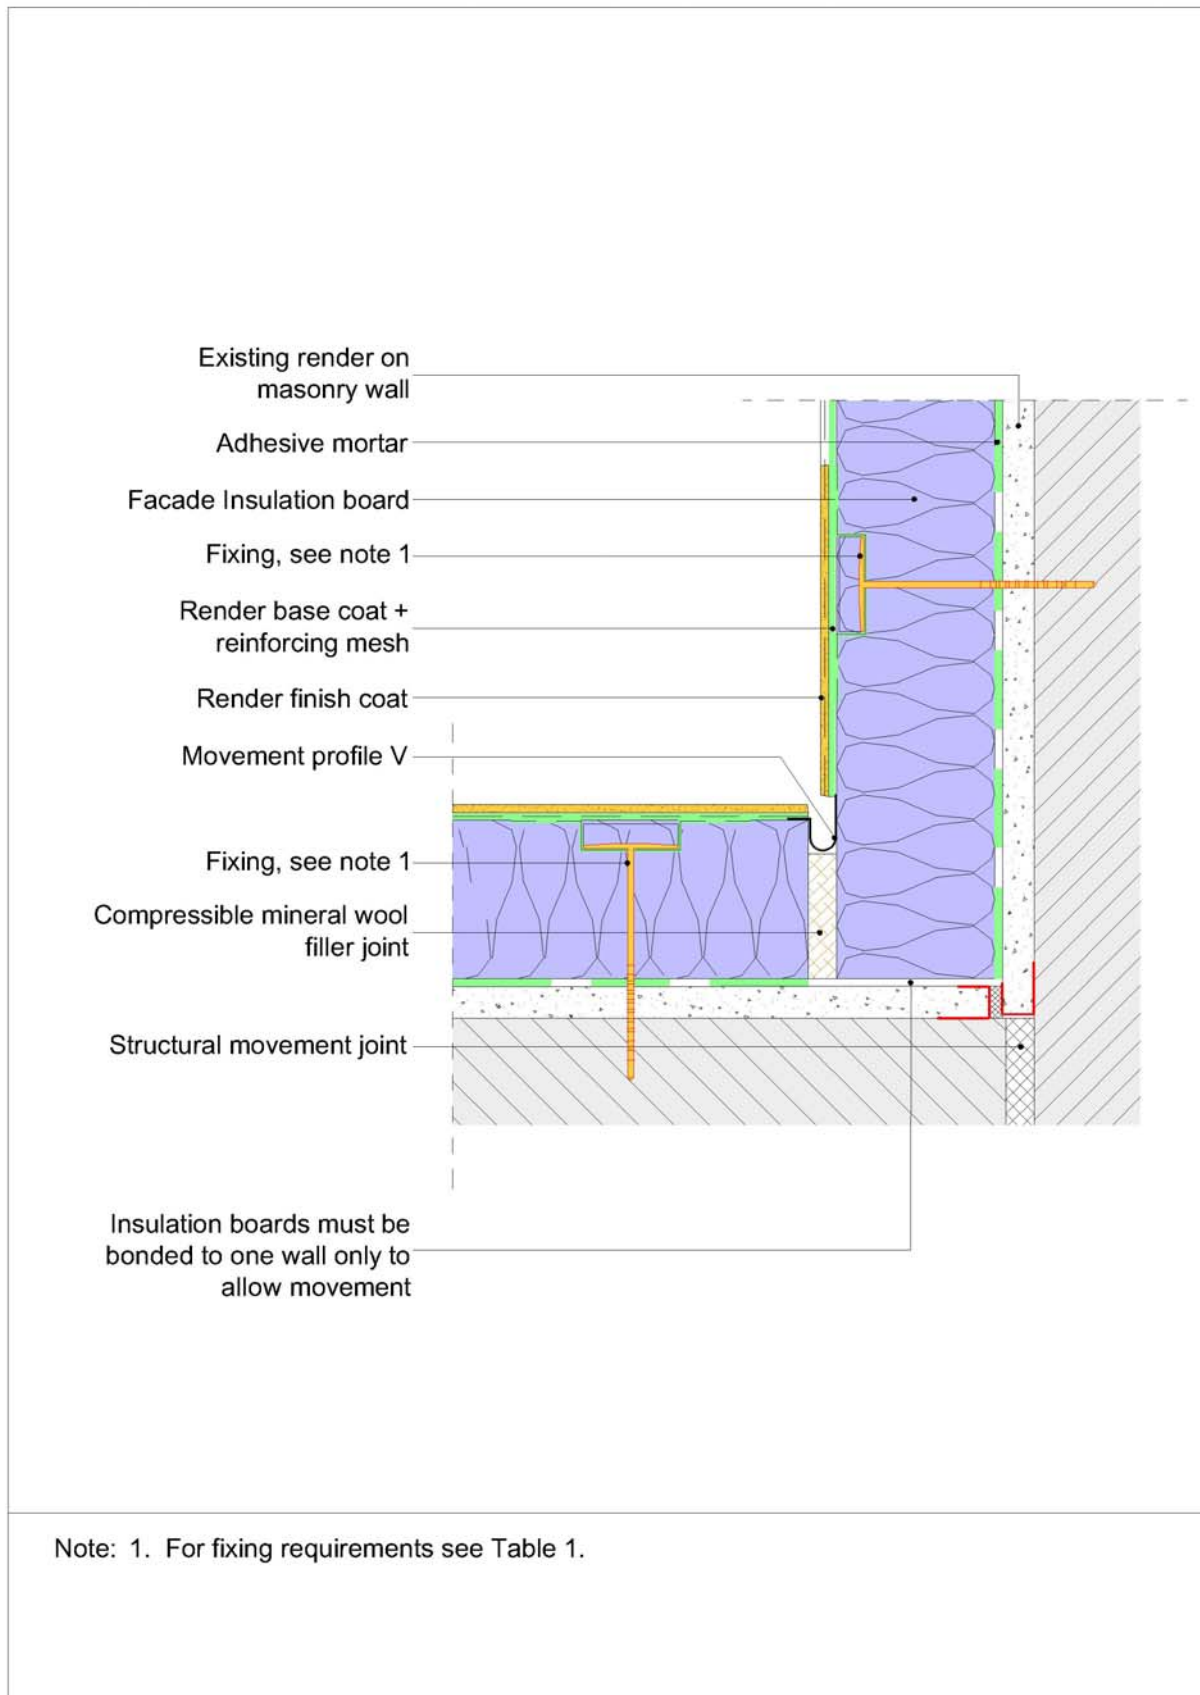 Existing render on
masonry wall
Adhesive mortar
Facade Insulation board
Fixing, see note 1
Render base coat +
reinforcing mesh
Render finish coat
Movement profile V
Fixing, see note 1
Compressible mineral wool
filler joint
Structural movement joint
Insulation boards must be
bonded to one wall only to
allow movement
Note: 1. For fixing requirements see Table 1.